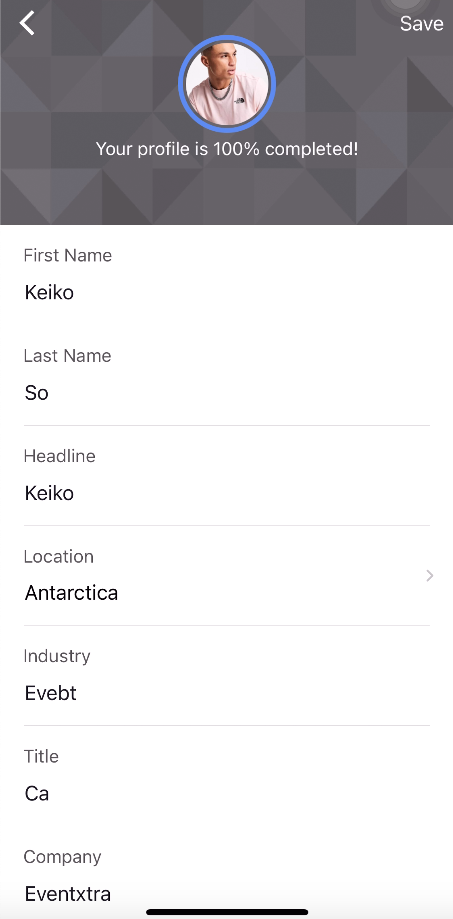 Save
Your profile is 100% completed!
First Name
Keiko
Last Name
So
Headline
Keiko
Location
Antarctica
Industry
Evebt
Title
Ca
Company
Eventxtra